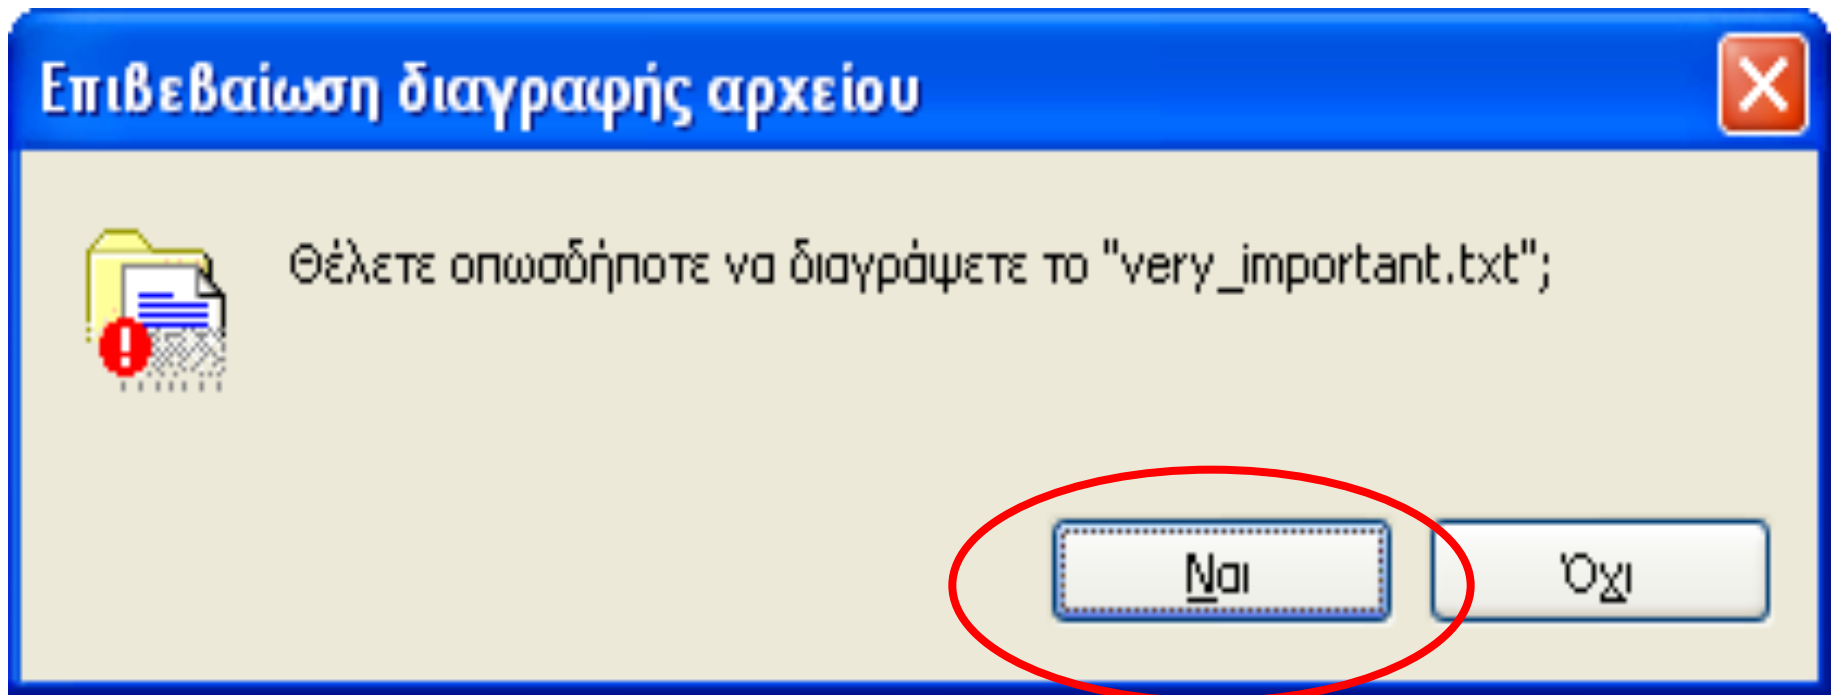 Επιβεβαίωση διαγραφής αρχείου
Θέλετε οπωσδήποτε να διαγράψετε το "very_important.txt";
Ναι
Όχι